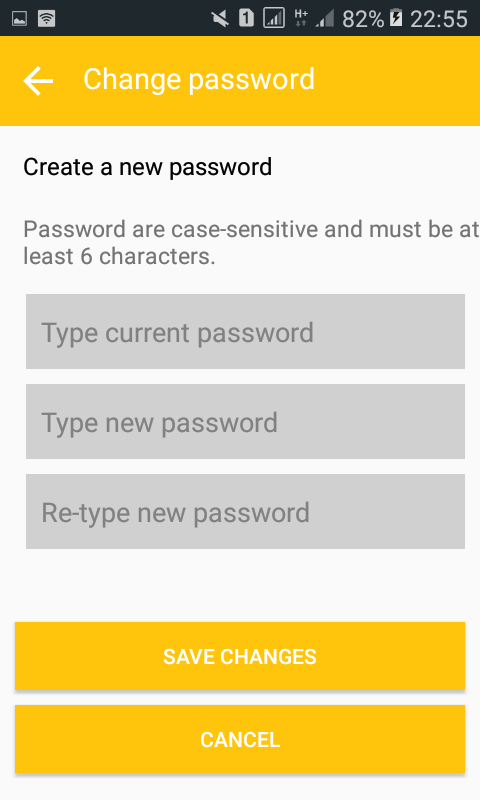 1 H+ 82% 22:55
Change password
Create a new password
Password are case-sensitive and must be at
least 6 characters.
Type current password
Type new password
Re-type new password
SAVE CHANGES
CANCEL